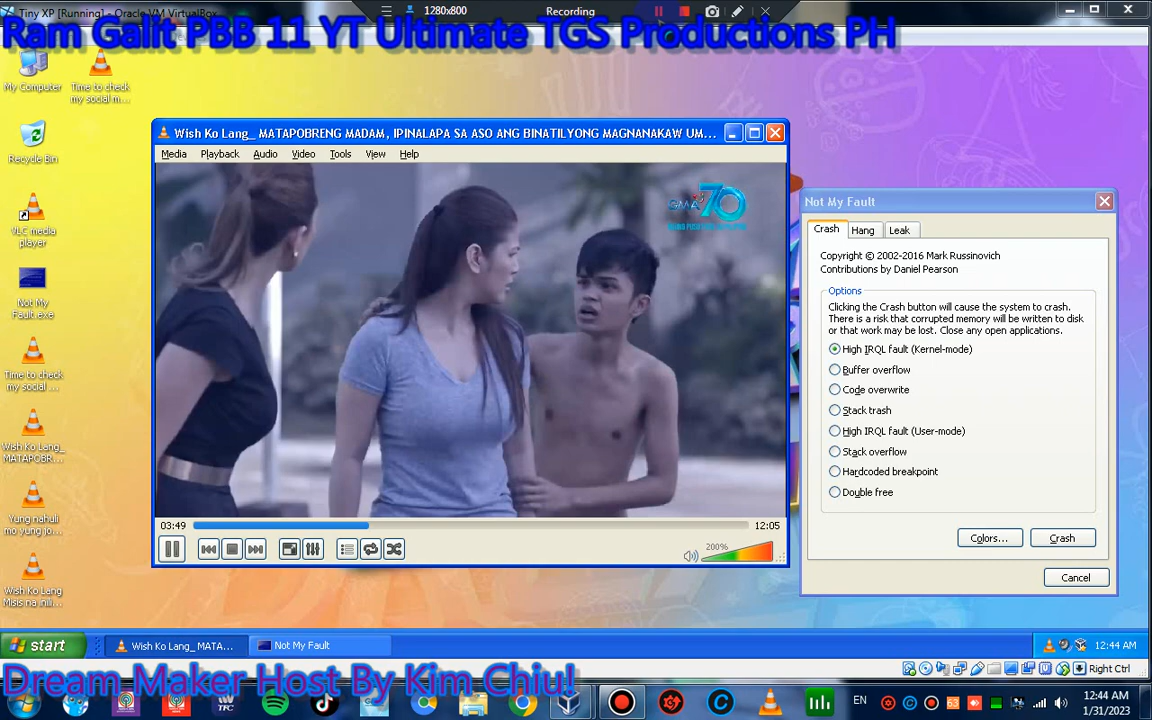 Tiny XP [Running] - Oracle VM VirtualBox
1280x800
Recording
Ram Galit PBB 11 YT Ultimate TGS Productions PH
My Computer
Time to check my social m...
Recycle Bin
VLC media player
Not My Fault.exe
Time to check my social ...
Wish Ko Lang_ MATAPOBR...
Yung nahuli mo yung jo...
Wish Ko Lang Misis na inili...
Wish Ko Lang_ MATAPOBRENG MADAM, IPINALAPA SA ASO ANG BINATILYONG MAGNANAKAW UM...
Media Playback Audio Video Tools View Help
GMA 70
03:49
12:05
200%
Not My Fault
Crash Hang Leak
Copyright © 2002-2016 Mark Russinovich
Contributions by Daniel Pearson
Options
Clicking the Crash button will cause the system to crash.
There is a risk that corrupted memory will be written to disk
or that work may be lost. Close any open applications.
High IRQL fault (Kernel-mode)
Buffer overflow
Code overwrite
Stack trash
High IRQL fault (User-mode)
Stack overflow
Hardcoded breakpoint
Double free
Colors...
Crash
Cancel
start
Wish Ko Lang_ MATA...
Not My Fault
12:44 AM
Right Ctrl
Dream Maker Host By Kim Chiu!
TFC
EN
63
12:44 AM
1/31/2023